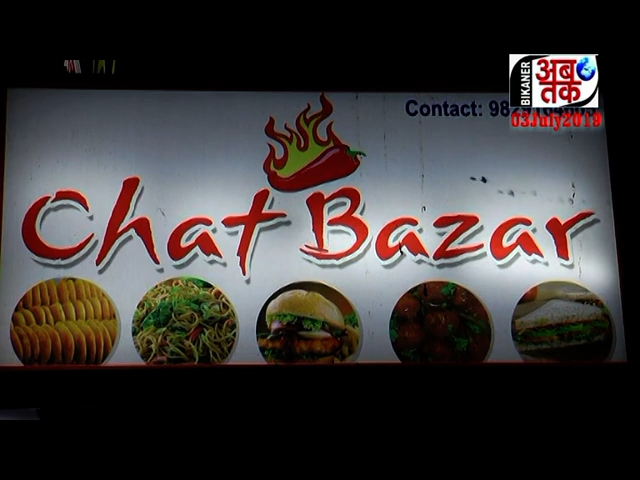 Contact:
BIKANER
अब
तक
03July2019
Chat Bazar